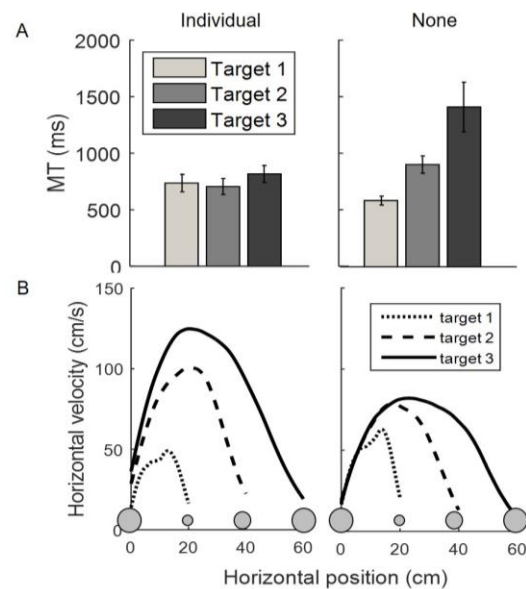 Individual
None
A
2000
1500
1000
500
0
MT (ms)
Target 1
Target 2
Target 3
B
150
100
50
0
Horizontal velocity (cm/s)
target 1
target 2
target 3
0 20 40 60
0 20 40 60
Horizontal position (cm)